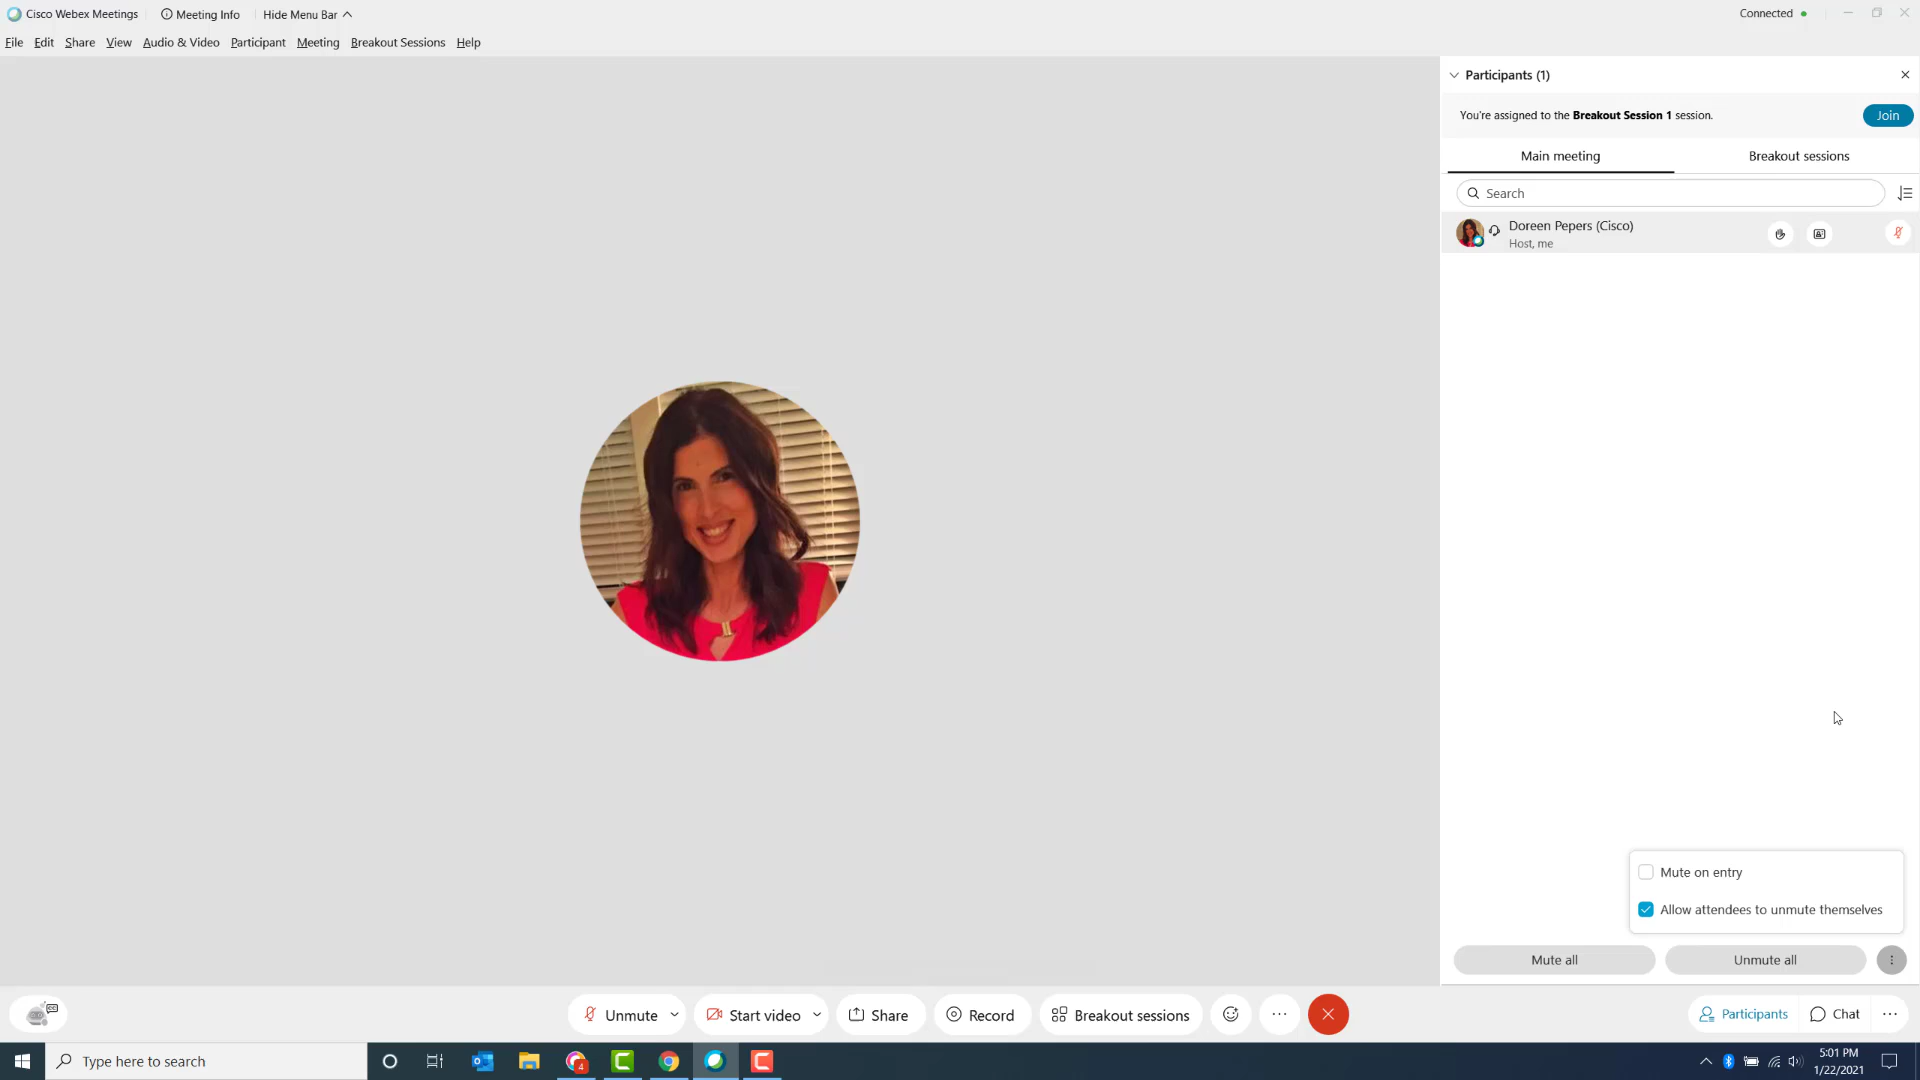 Cisco Webex Meetings
Meeting Info
Hide Menu Bar
Connected
File Edit Share View Audio & Video Participant Meeting Breakout Sessions Help
Participants (1)
You're assigned to the Breakout Session 1 session.
Join
Main meeting
Breakout sessions
Search
Doreen Pepers (Cisco)
Host, me
Mute on entry
Allow attendees to unmute themselves
Mute all
Unmute all
Unmute
Start video
Share
Record
Breakout sessions
Participants
Chat
Type here to search
4
5:01 PM
1/22/2021